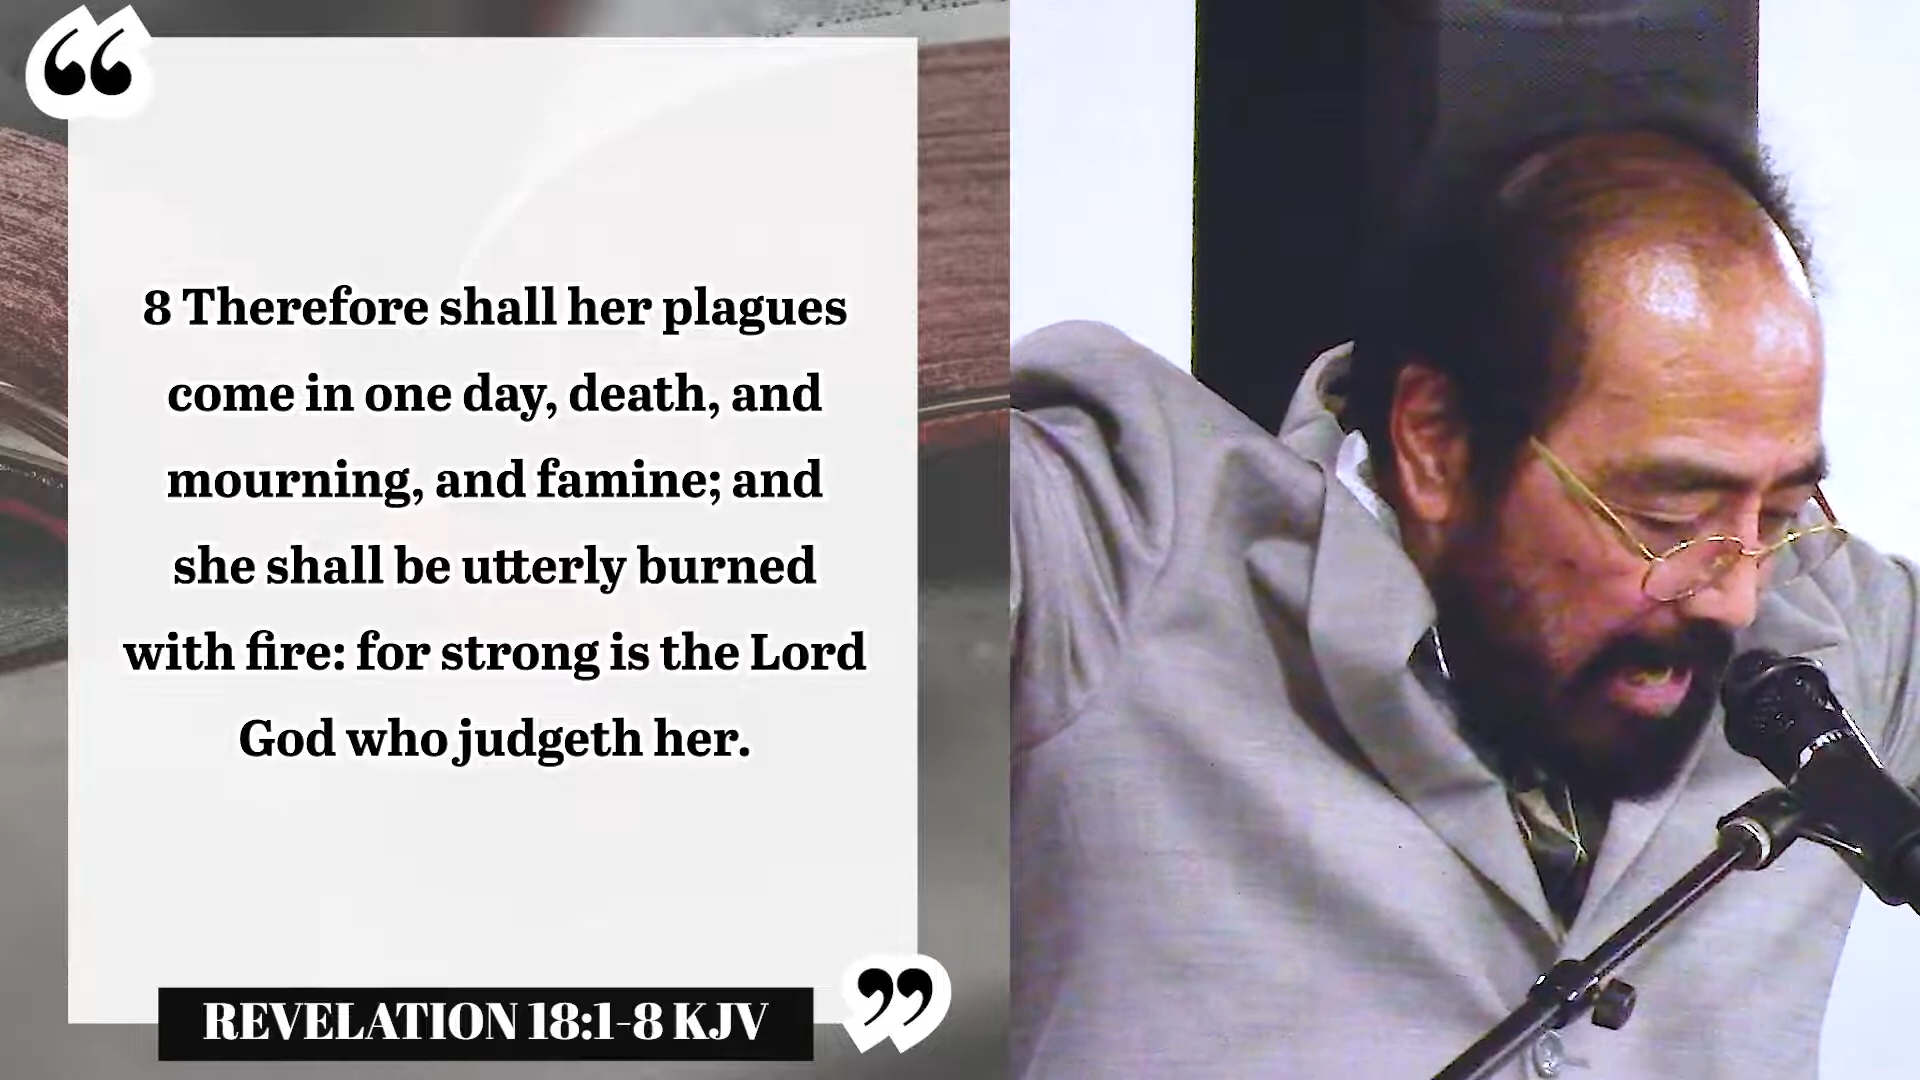 “
8 Therefore shall her plagues
come in one day, death, and
mourning, and famine; and
she shall be utterly burned
with fire: for strong is the Lord
God who judgeth her.
”
REVELATION 18:1-8 KJV